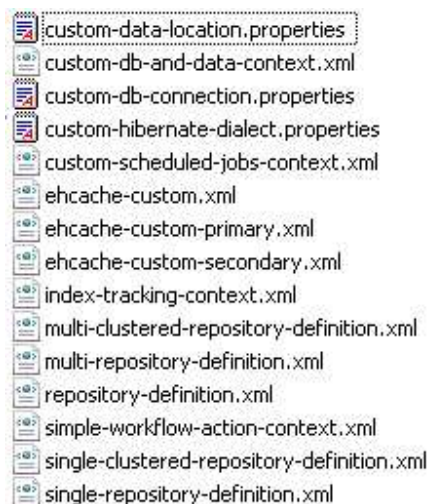 custom-data-location.properties
custom-db-and-data-context.xml
custom-db-connection.properties
custom-hibernate-dialect.properties
custom-scheduled-jobs-context.xml
ehcache-custom.xml
ehcache-custom-primary.xml
ehcache-custom-secondary.xml
index-tracking-context.xml
multi-clustered-repository-definition.xml
multi-repository-definition.xml
repository-definition.xml
simple-workflow-action-context.xml
single-clustered-repository-definition.xml
single-repository-definition.xml